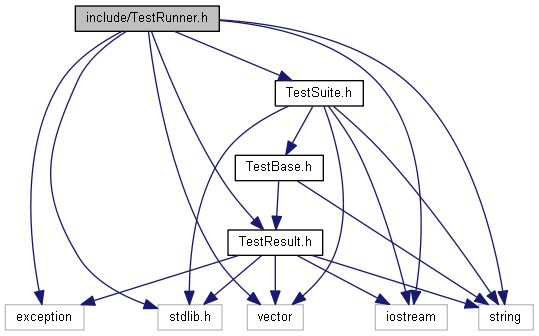 include/TestRunner.h
TestSuite.h
TestBase.h
TestResult.h
exception
stdlib.h
vector
iostream
string